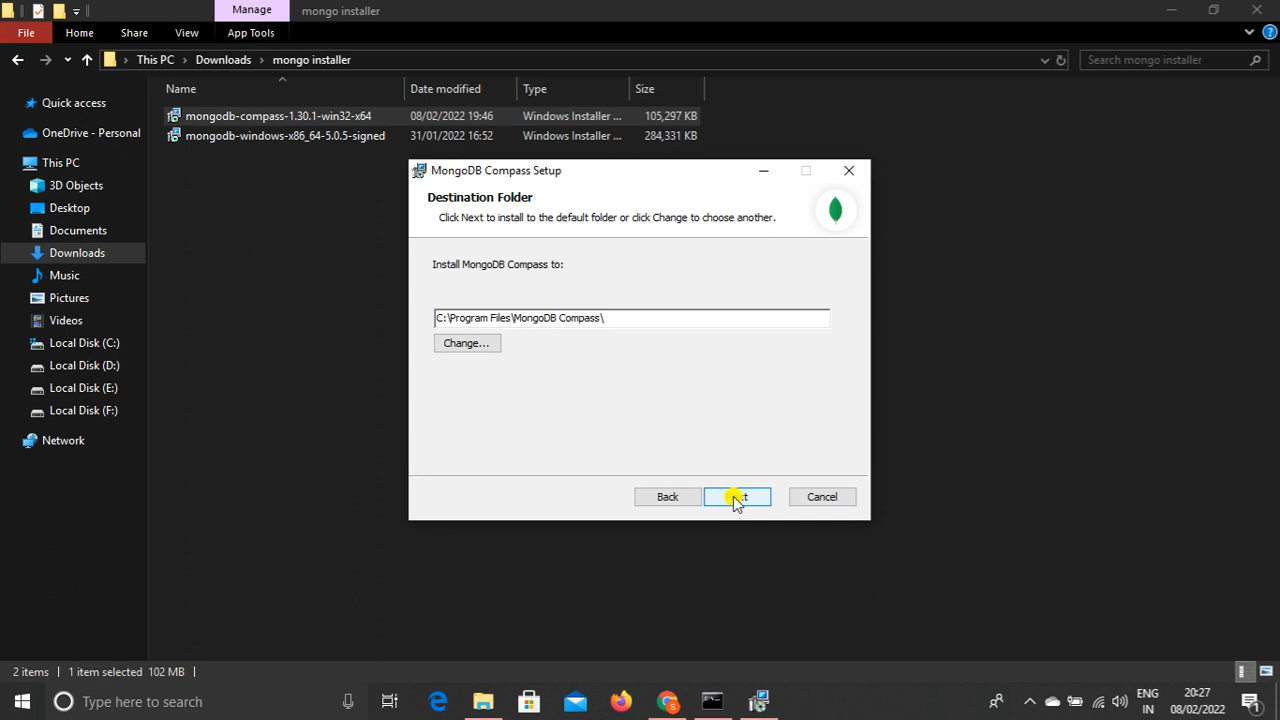 Manage
mongo installer
File
Home
Share
View
App Tools
This PC
Downloads
mongo installer
Search mongo installer
Name
Date modified
Type
Size
mongodb-compass-1.30.1-win32-x64
08/02/2022 19:46
Windows Installer ...
105,297 KB
mongodb-windows-x86_64-5.0.5-signed
31/01/2022 16:52
Windows Installer ...
284,331 KB
Quick access
OneDrive - Personal
This PC
3D Objects
Desktop
Documents
Downloads
Music
Pictures
Videos
Local Disk (C:)
Local Disk (D:)
Local Disk (E:)
Local Disk (F:)
Network
MongoDB Compass Setup
Destination Folder
Click Next to install to the default folder or click Change to choose another.
Install MongoDB Compass to:
C:\Program Files\MongoDB Compass\
Change...
Back
Cancel
2 items
1 item selected 102 MB
Type here to search
ENG
IN
20:27
08/02/2022
1